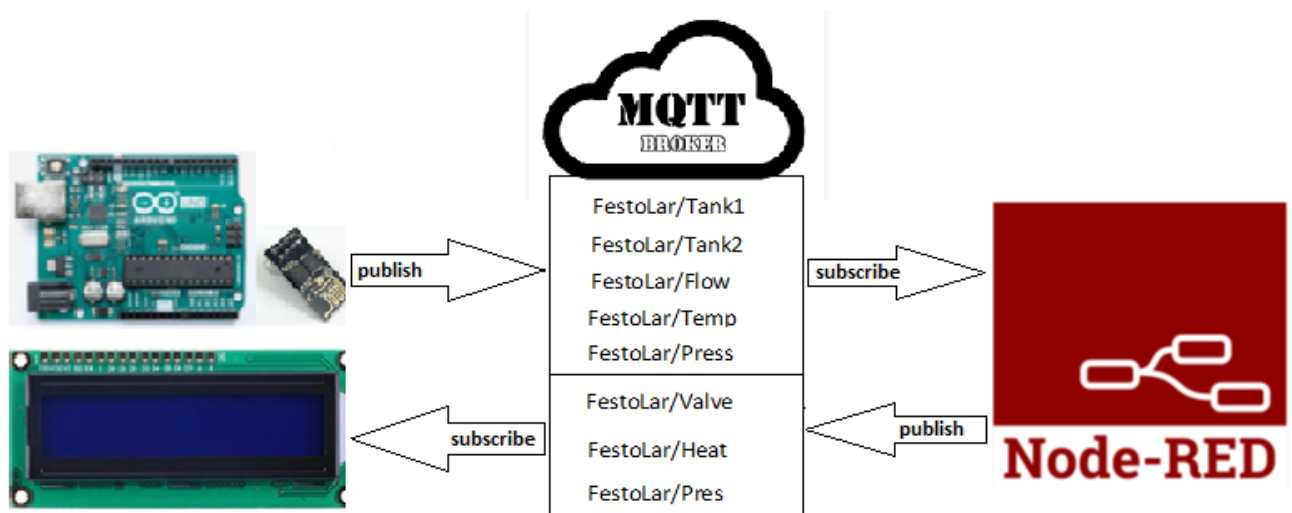 MQTT
BROKER
FestoLar/Tank1
FestoLar/Tank2
FestoLar/Flow
FestoLar/Temp
FestoLar/Press
FestoLar/Valve
FestoLar/Heat
FestoLar/Pres
publish
subscribe
subscribe
publish
Node-RED
ARDUINO